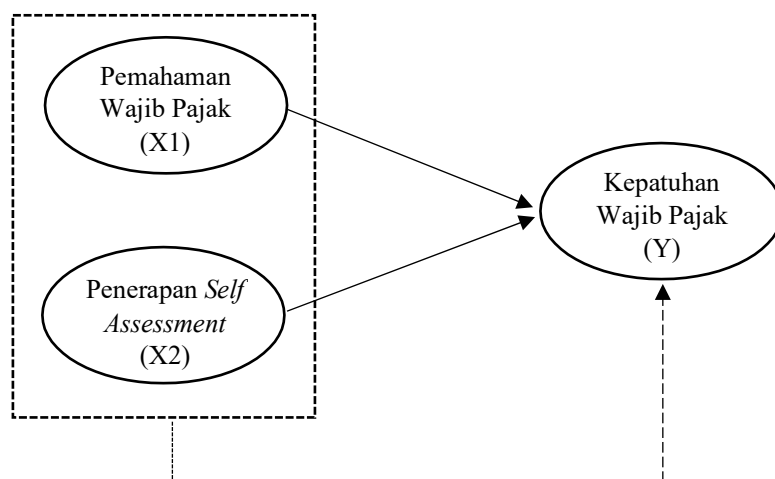 Pemahaman
Wajib Pajak
(X1)
Penerapan Self
Assessment
(X2)
Kepatuhan
Wajib Pajak
(Y)